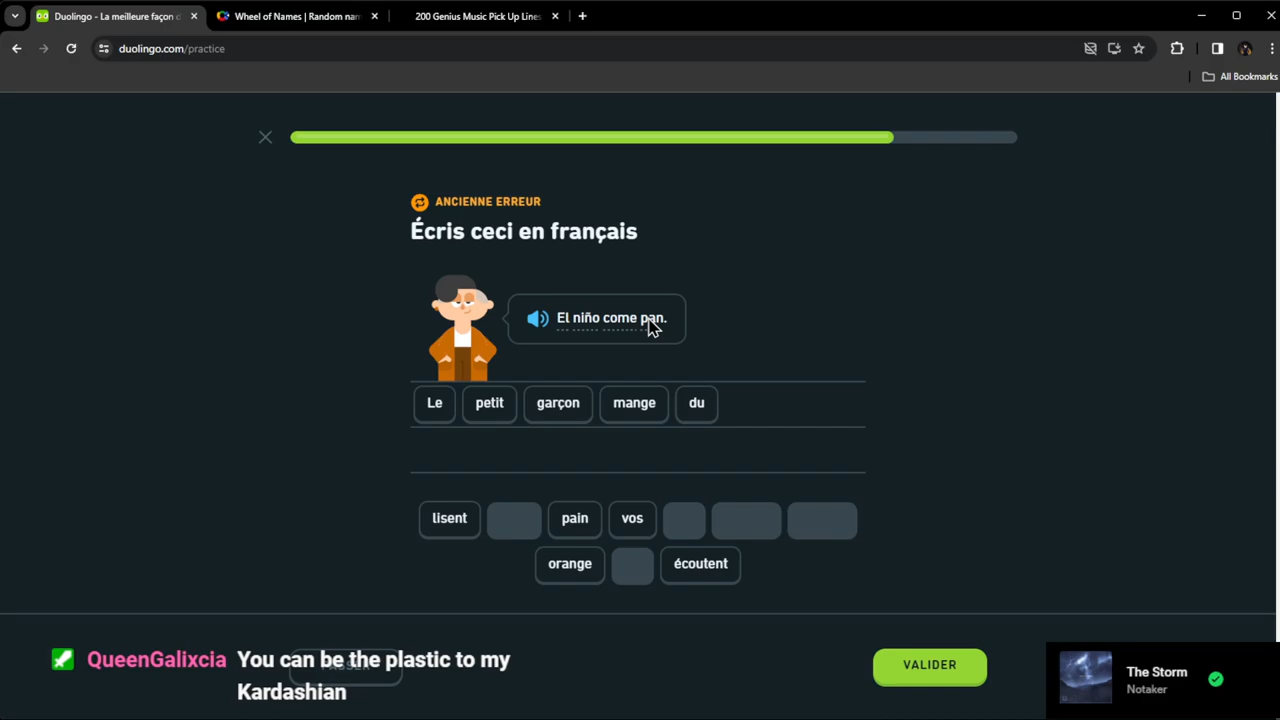 Duolingo - La meilleure façon d
Wheel of Names | Random nam
200 Genius Music Pick Up Lines
duolingo.com/practice
All Bookmarks
ANCIENNE ERREUR
Écris ceci en français
El niño come pan.
Le petit garçon mange du
lisent pain vos
orange écoutent
QueenGalixcia You can be the plastic to my
Kardashian
VALIDER
The Storm
Notaker